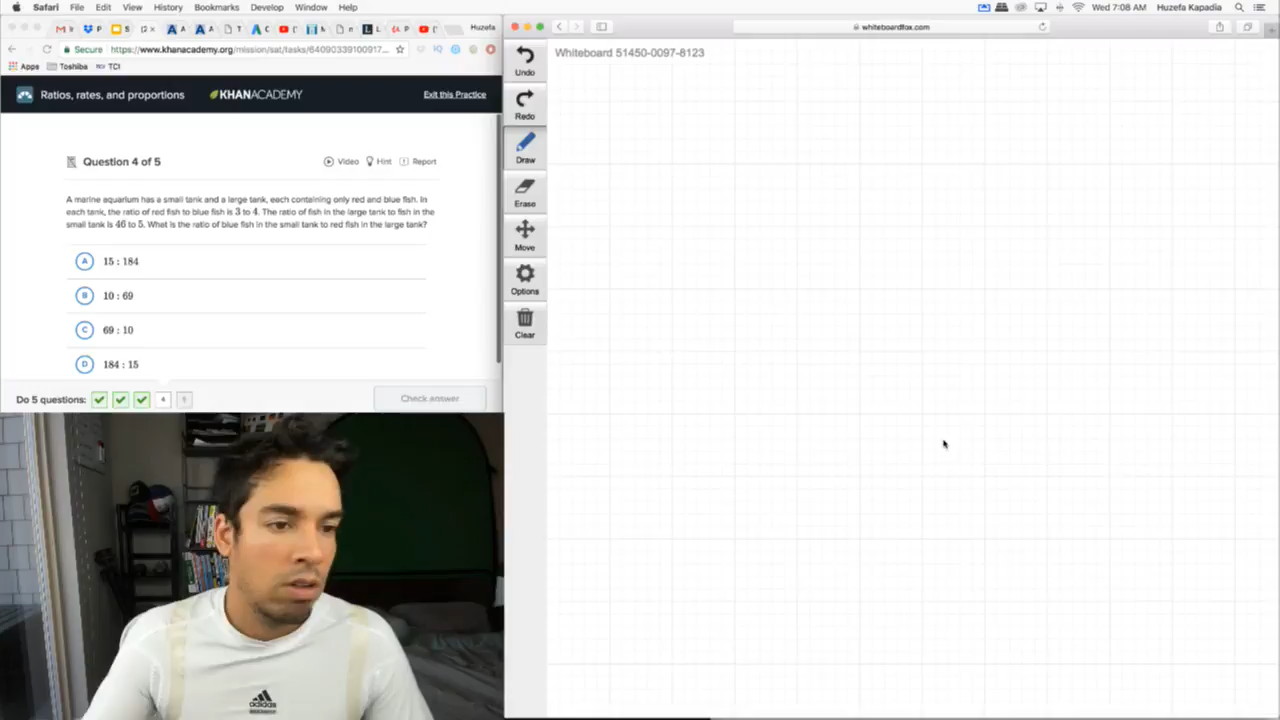 Safari File Edit View History Bookmarks Develop Window Help
Wed 7:08 AM Huzefa Kapadia
Huzefa
Secure https://www.khanacademy.org/mission/sat/tasks/64090339100917...
whiteboardfox.com
Apps Toshiba TCI
Whiteboard 51450-0097-8123
Ratios, rates, and proportions KHANACADEMY Exit this Practice
Question 4 of 5 Video Hint Report
A marine aquarium has a small tank and a large tank, each containing only red and blue fish. In
each tank, the ratio of red fish to blue fish is 3 to 4. The ratio of fish in the large tank to fish in the
small tank is 46 to 5. What is the ratio of blue fish in the small tank to red fish in the large tank?
A 15 : 184
B 10 : 69
C 69 : 10
D 184 : 15
Do 5 questions: 4 5 Check answer
Undo
Redo
Draw
Erase
Move
Options
Clear
adidas